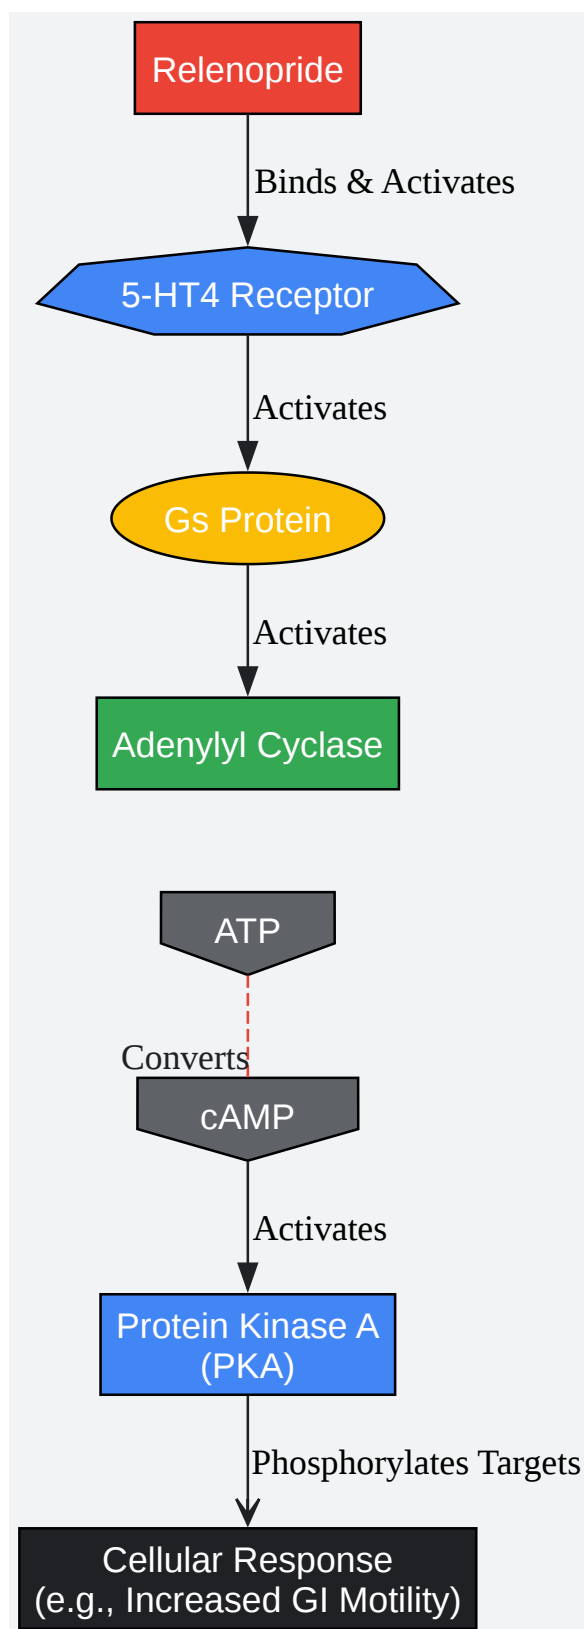 Relenopride
Binds & Activates
5-HT4 Receptor
Activates
Gs Protein
Activates
Adenylyl Cyclase
ATP
Converts
cAMP
Activates
Protein Kinase A
(PKA)
Phosphorylates Targets
Cellular Response
(e.g., Increased GI Motility)